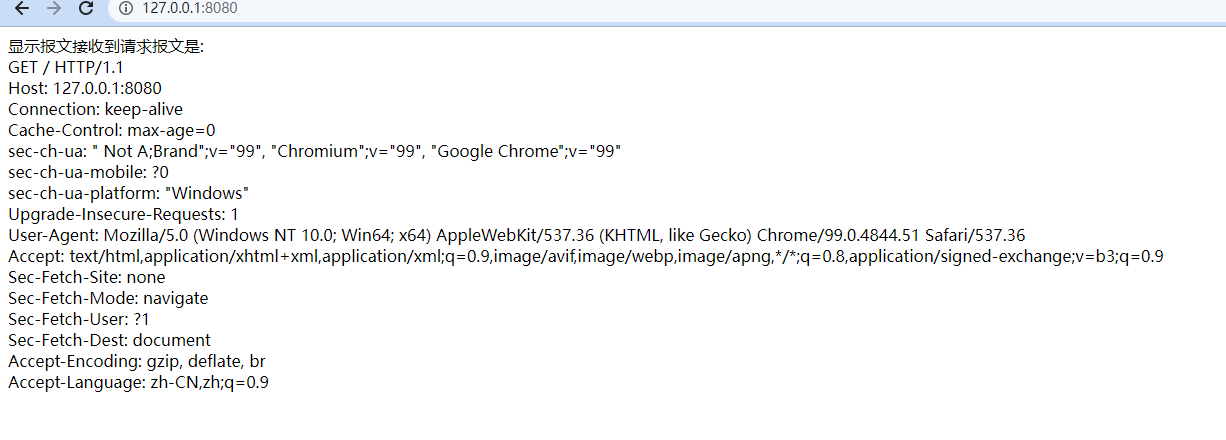 127.0.0.1:8080
显示报文接收到请求报文是:
GET / HTTP/1.1
Host: 127.0.0.1:8080
Connection: keep-alive
Cache-Control: max-age=0
sec-ch-ua: " Not A;Brand";v="99", "Chromium";v="99", "Google Chrome";v="99"
sec-ch-ua-mobile: ?0
sec-ch-ua-platform: "Windows"
Upgrade-Insecure-Requests: 1
User-Agent: Mozilla/5.0 (Windows NT 10.0; Win64; x64) AppleWebKit/537.36 (KHTML, like Gecko) Chrome/99.0.4844.51 Safari/537.36
Accept: text/html,application/xhtml+xml,application/xml;q=0.9,image/avif,image/webp,image/apng,*/*;q=0.8,application/signed-exchange;v=b3;q=0.9
Sec-Fetch-Site: none
Sec-Fetch-Mode: navigate
Sec-Fetch-User: ?1
Sec-Fetch-Dest: document
Accept-Encoding: gzip, deflate, br
Accept-Language: zh-CN,zh;q=0.9